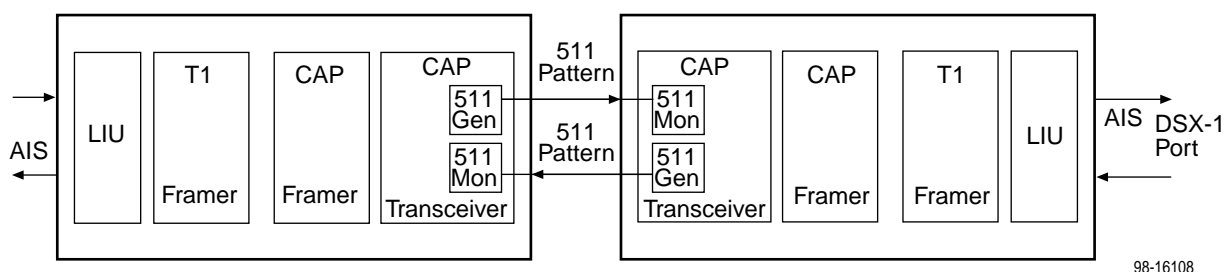 511
Pattern
T1
CAP
CAP
CAP
CAP
T1
511
Gen
511
Mon
LIU
511
Pattern
LIU
AIS
AIS
DSX-1
Port
511
Mon
511
Gen
Framer
Framer
Transceiver
Transceiver
Framer
Framer
98-16108